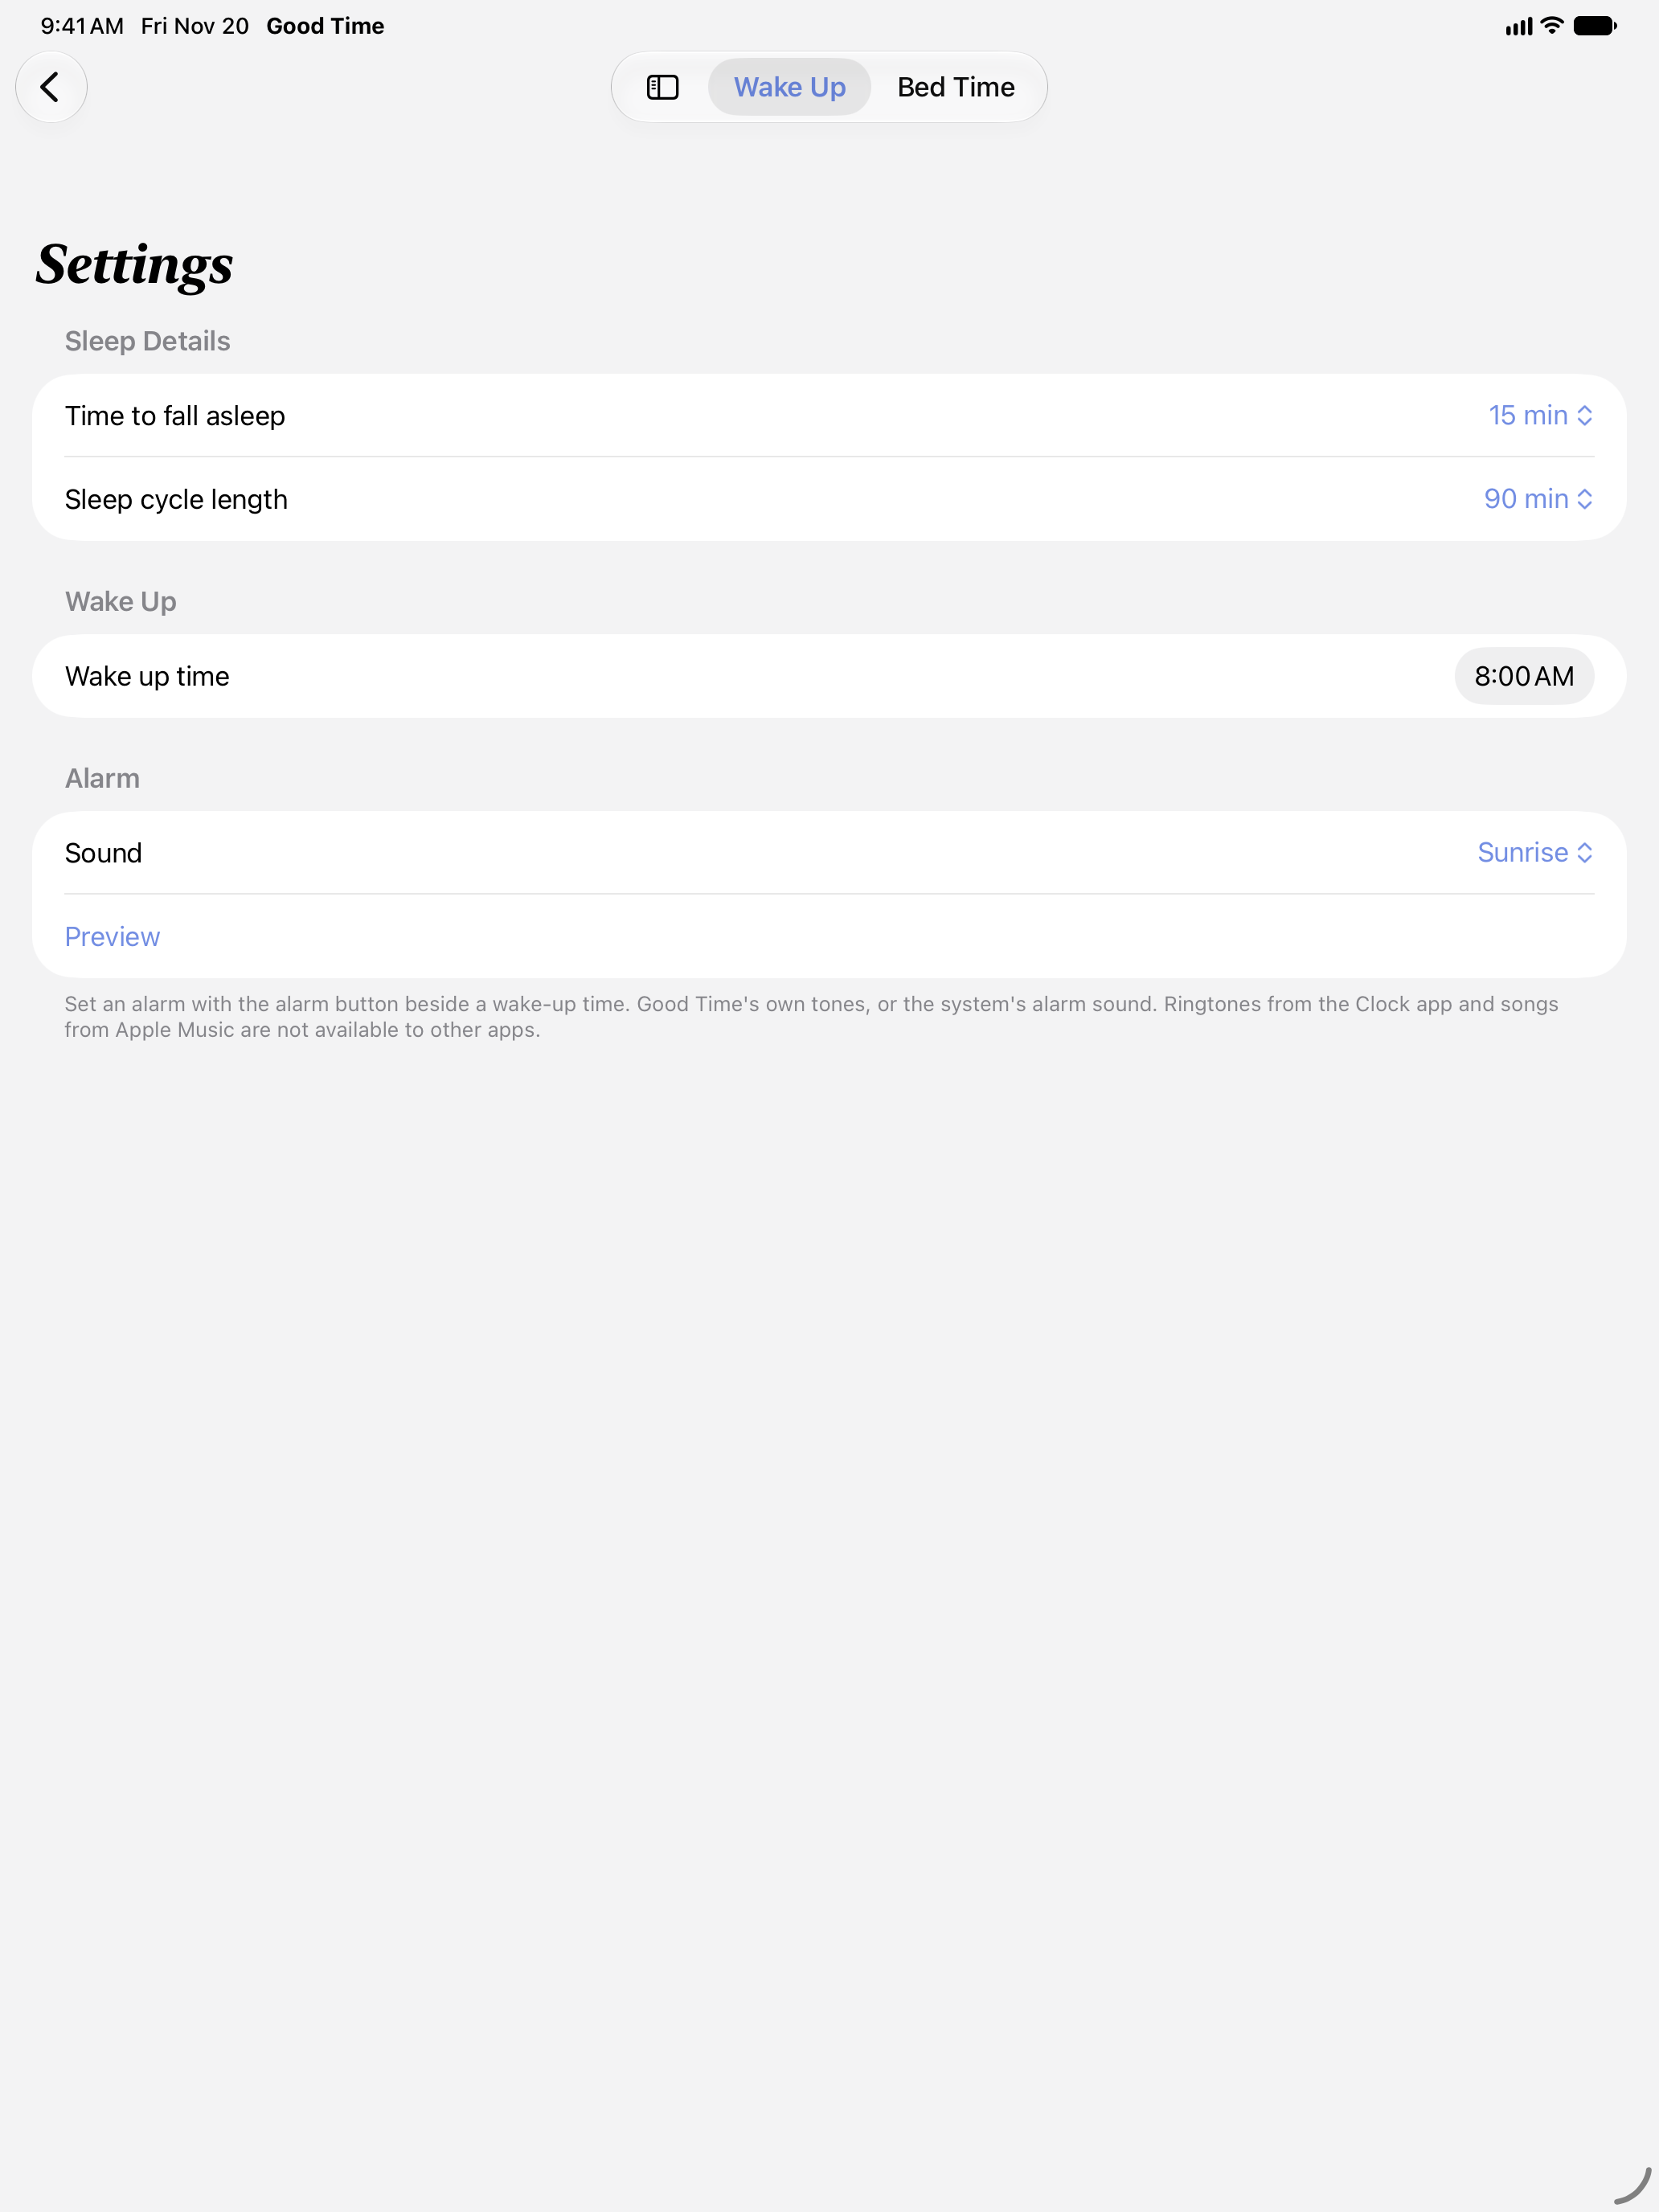 9:41 AM Fri Nov 20 Good Time
Wake Up Bed Time
Settings
Sleep Details
Time to fall asleep 15 min
Sleep cycle length 90 min
Wake Up
Wake up time 8:00 AM
Alarm
Sound Sunrise
Preview
Set an alarm with the alarm button beside a wake-up time. Good Time's own tones, or the system's alarm sound. Ringtones from the Clock app and songs
from Apple Music are not available to other apps.